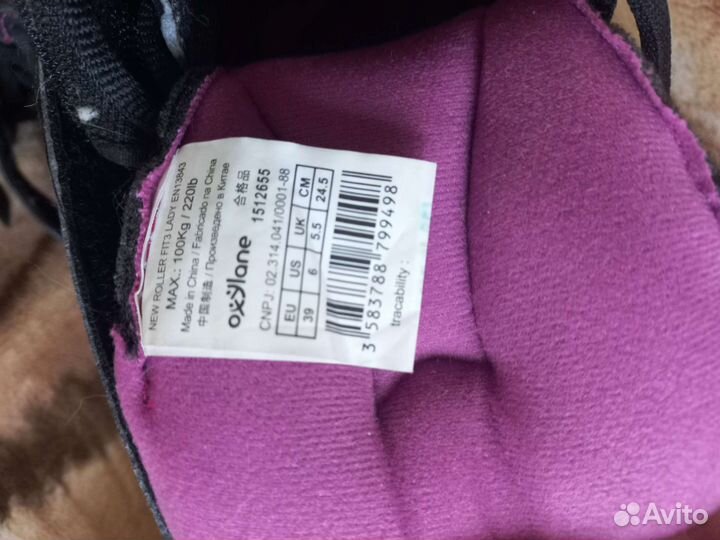 NEW ROLLER FIT3 LADY EN13843
MAX.: 100Kg / 220lb
Made in China / Fabricado na China
中国制造 / Произведено в Китае
合格品
oxylane 1512655
CNPJ: 02.314.041/0001-88
EU US UK CM
39 6 5.5 24.5
3 583788 799498
tracability :
Avito